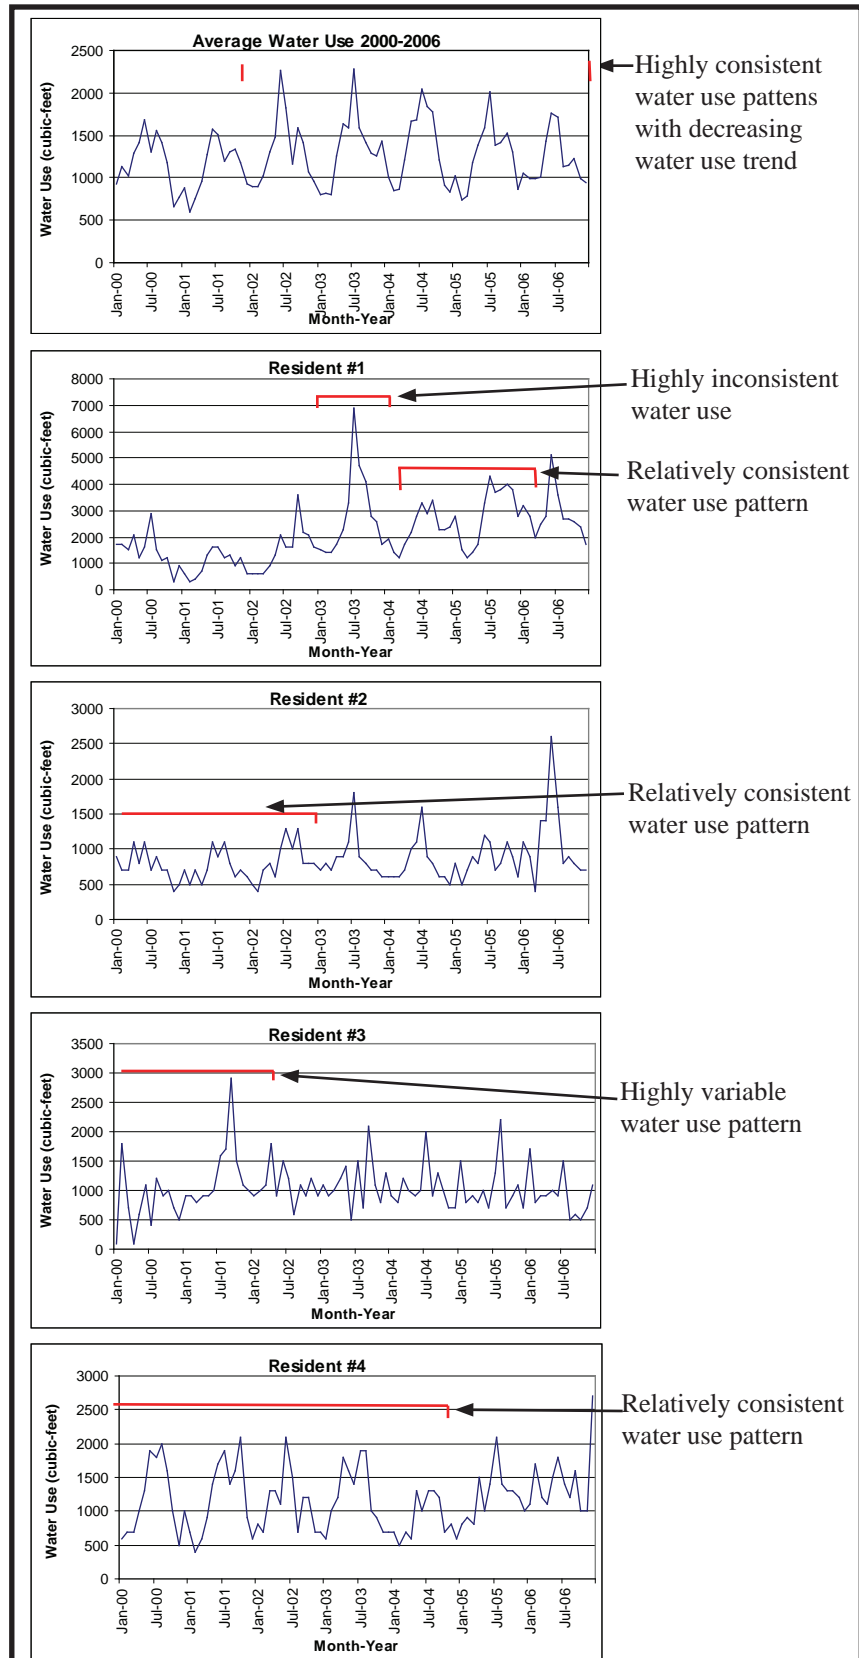 Average Water Use 2000-2006
Water Use (cubic-feet)
2500
2000
1500
1000
500
0
Jan-00
Jul-00
Jan-01
Jul-01
Jan-02
Jul-02
Jan-03
Jul-03
Jan-04
Jul-04
Jan-05
Jul-05
Jan-06
Jul-06
Month-Year
Highly consistent
water use pattens
with decreasing
water use trend
Resident #1
Water Use (cubic-feet)
8000
7000
6000
5000
4000
3000
2000
1000
0
Jan-00
Jul-00
Jan-01
Jul-01
Jan-02
Jul-02
Jan-03
Jul-03
Jan-04
Jul-04
Jan-05
Jul-05
Jan-06
Jul-06
Month-Year
Highly inconsistent
water use
Relatively consistent
water use pattern
Resident #2
Water Use (cubic-feet)
3000
2500
2000
1500
1000
500
0
Jan-00
Jul-00
Jan-01
Jul-01
Jan-02
Jul-02
Jan-03
Jul-03
Jan-04
Jul-04
Jan-05
Jul-05
Jan-06
Jul-06
Month-Year
Relatively consistent
water use pattern
Resident #3
Water Use (cubic-feet)
3500
3000
2500
2000
1500
1000
500
0
Jan-00
Jul-00
Jan-01
Jul-01
Jan-02
Jul-02
Jan-03
Jul-03
Jan-04
Jul-04
Jan-05
Jul-05
Jan-06
Jul-06
Month-Year
Highly variable
water use pattern
Resident #4
Water Use (cubic-feet)
3000
2500
2000
1500
1000
500
0
Jan-00
Jul-00
Jan-01
Jul-01
Jan-02
Jul-02
Jan-03
Jul-03
Jan-04
Jul-04
Jan-05
Jul-05
Jan-06
Jul-06
Month-Year
Relatively consistent
water use pattern